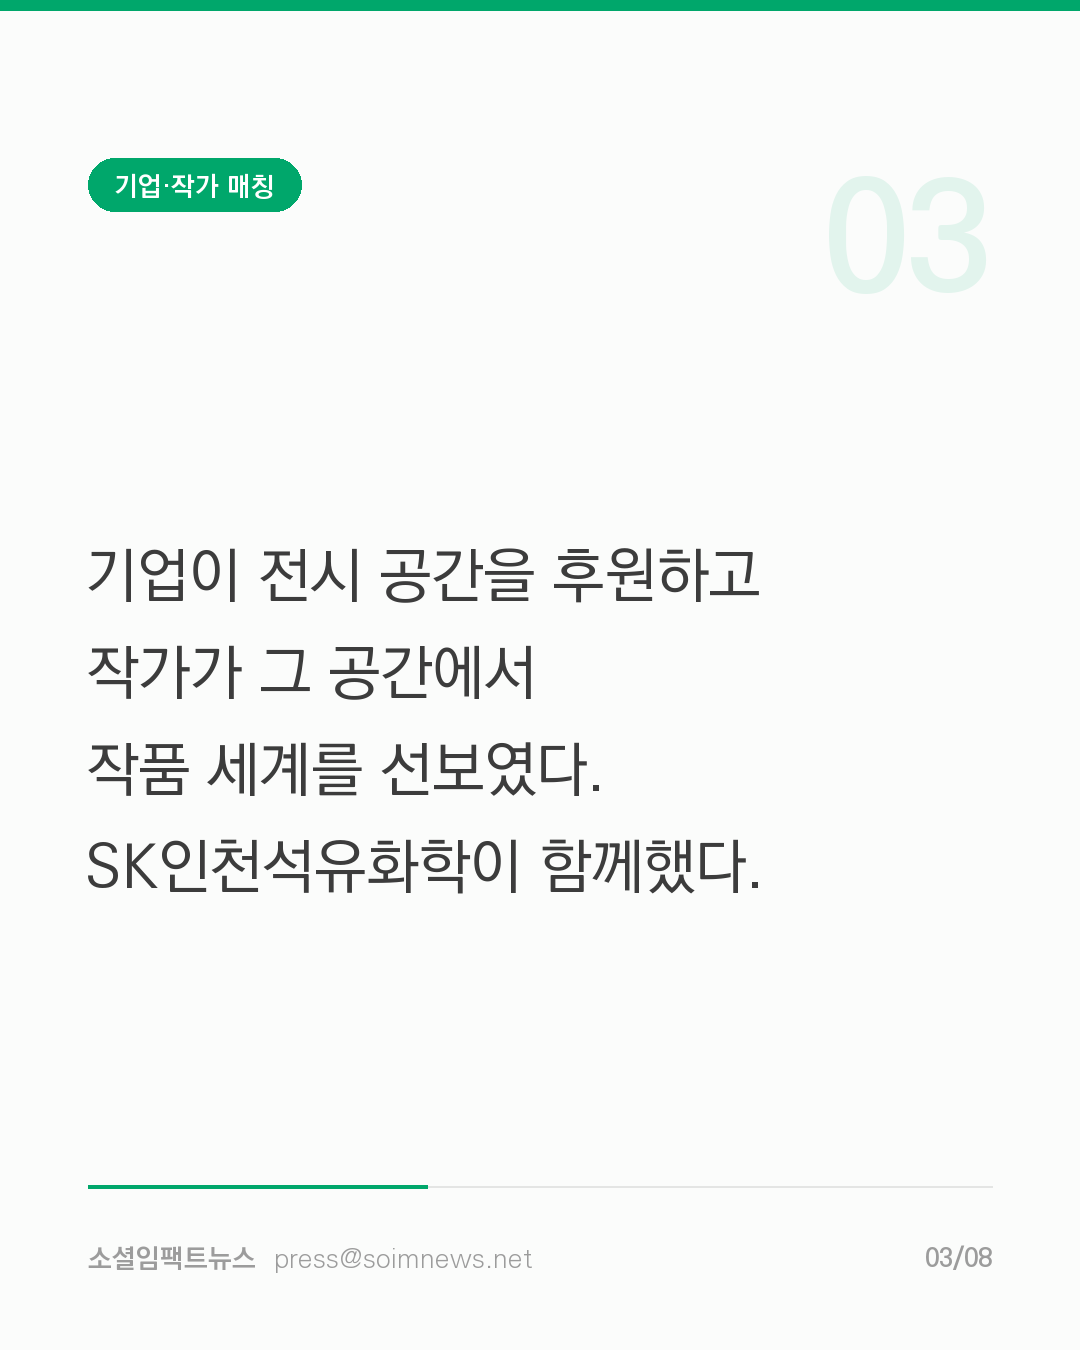 기업·작가 매칭
03
기업이 전시 공간을 후원하고
작가가 그 공간에서
작품 세계를 선보였다.
SK인천석유화학이 함께했다.
소셜임팩트뉴스 press@soimnews.net
03/08